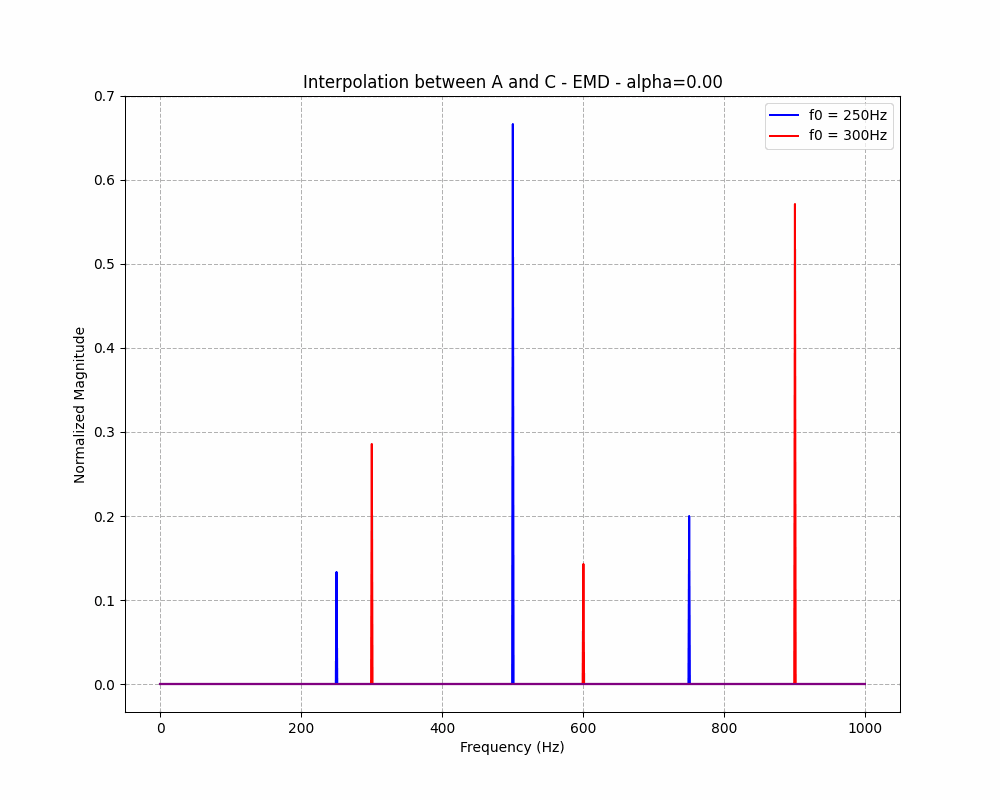 Interpolation between A and C - EMD - alpha=0.00
f0 = 250Hz
f0 = 300Hz
Normalized Magnitude
0.7
0.6
0.5
0.4
0.3
0.2
0.1
0.0
0 200 400 600 800 1000
Frequency (Hz)